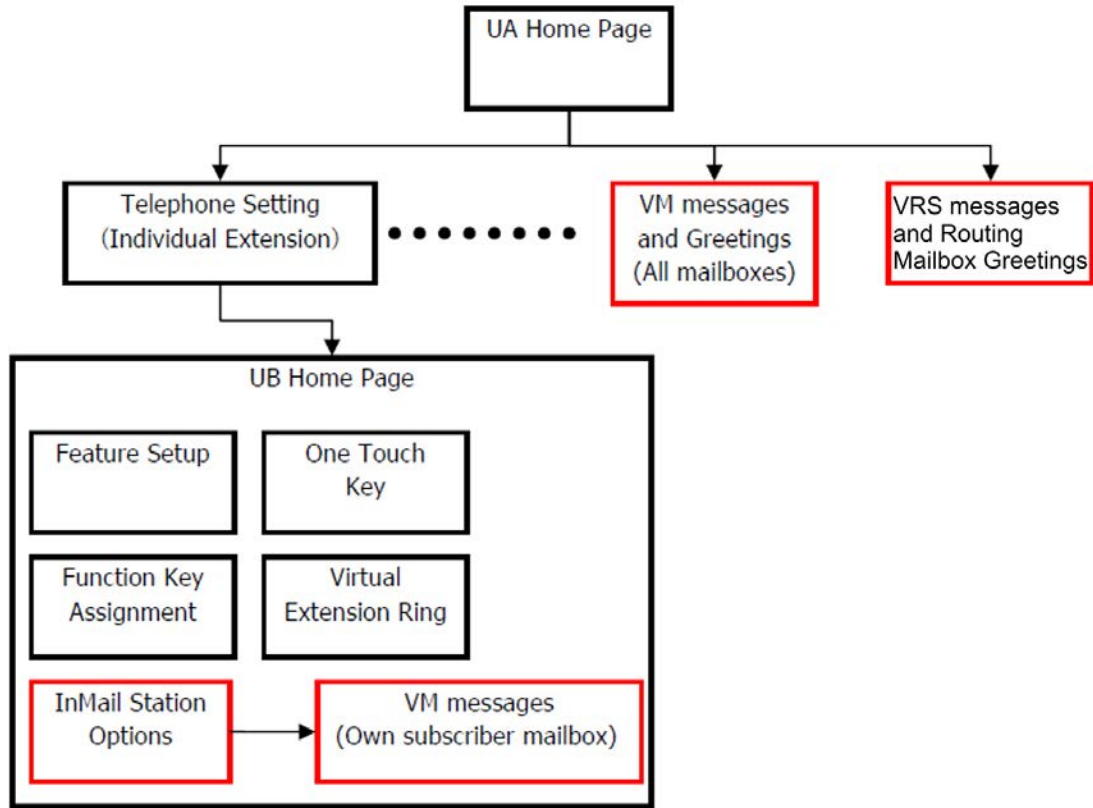 UA Home Page
Telephone Setting
(Individual Extension)
VM messages
and Greetings
(All mailboxes)
VRS messages
and Routing
Mailbox Greetings
UB Home Page
Feature Setup
One Touch
Key
Function Key
Assignment
Virtual
Extension Ring
InMail Station
Options
VM messages
(Own subscriber mailbox)